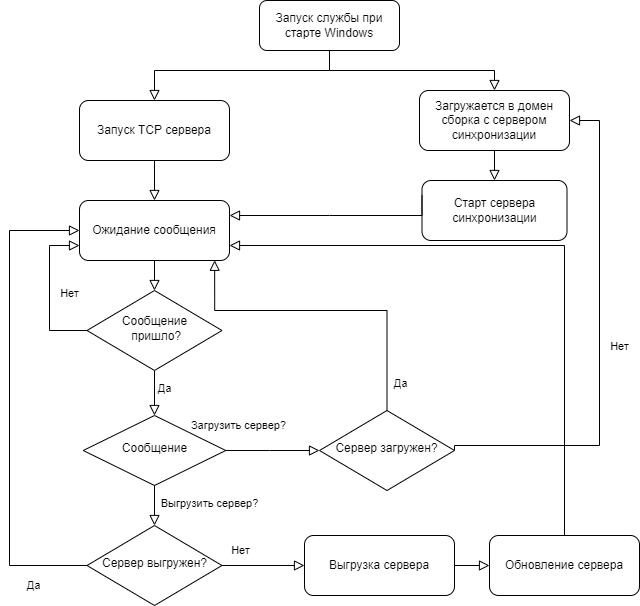 Запуск службы при
старте Windows
Запуск TCP сервера
Загружается в домен
сборка с сервером
синхронизации
Ожидание сообщения
Старт сервера
синхронизации
Нет
Сообщение
пришло?
Нет
Да
Да
Загрузить сервер?
Сообщение
Сервер загружен?
Выгрузить сервер?
Сервер выгружен?
Нет
Выгрузка сервера
Обновление сервера
Да